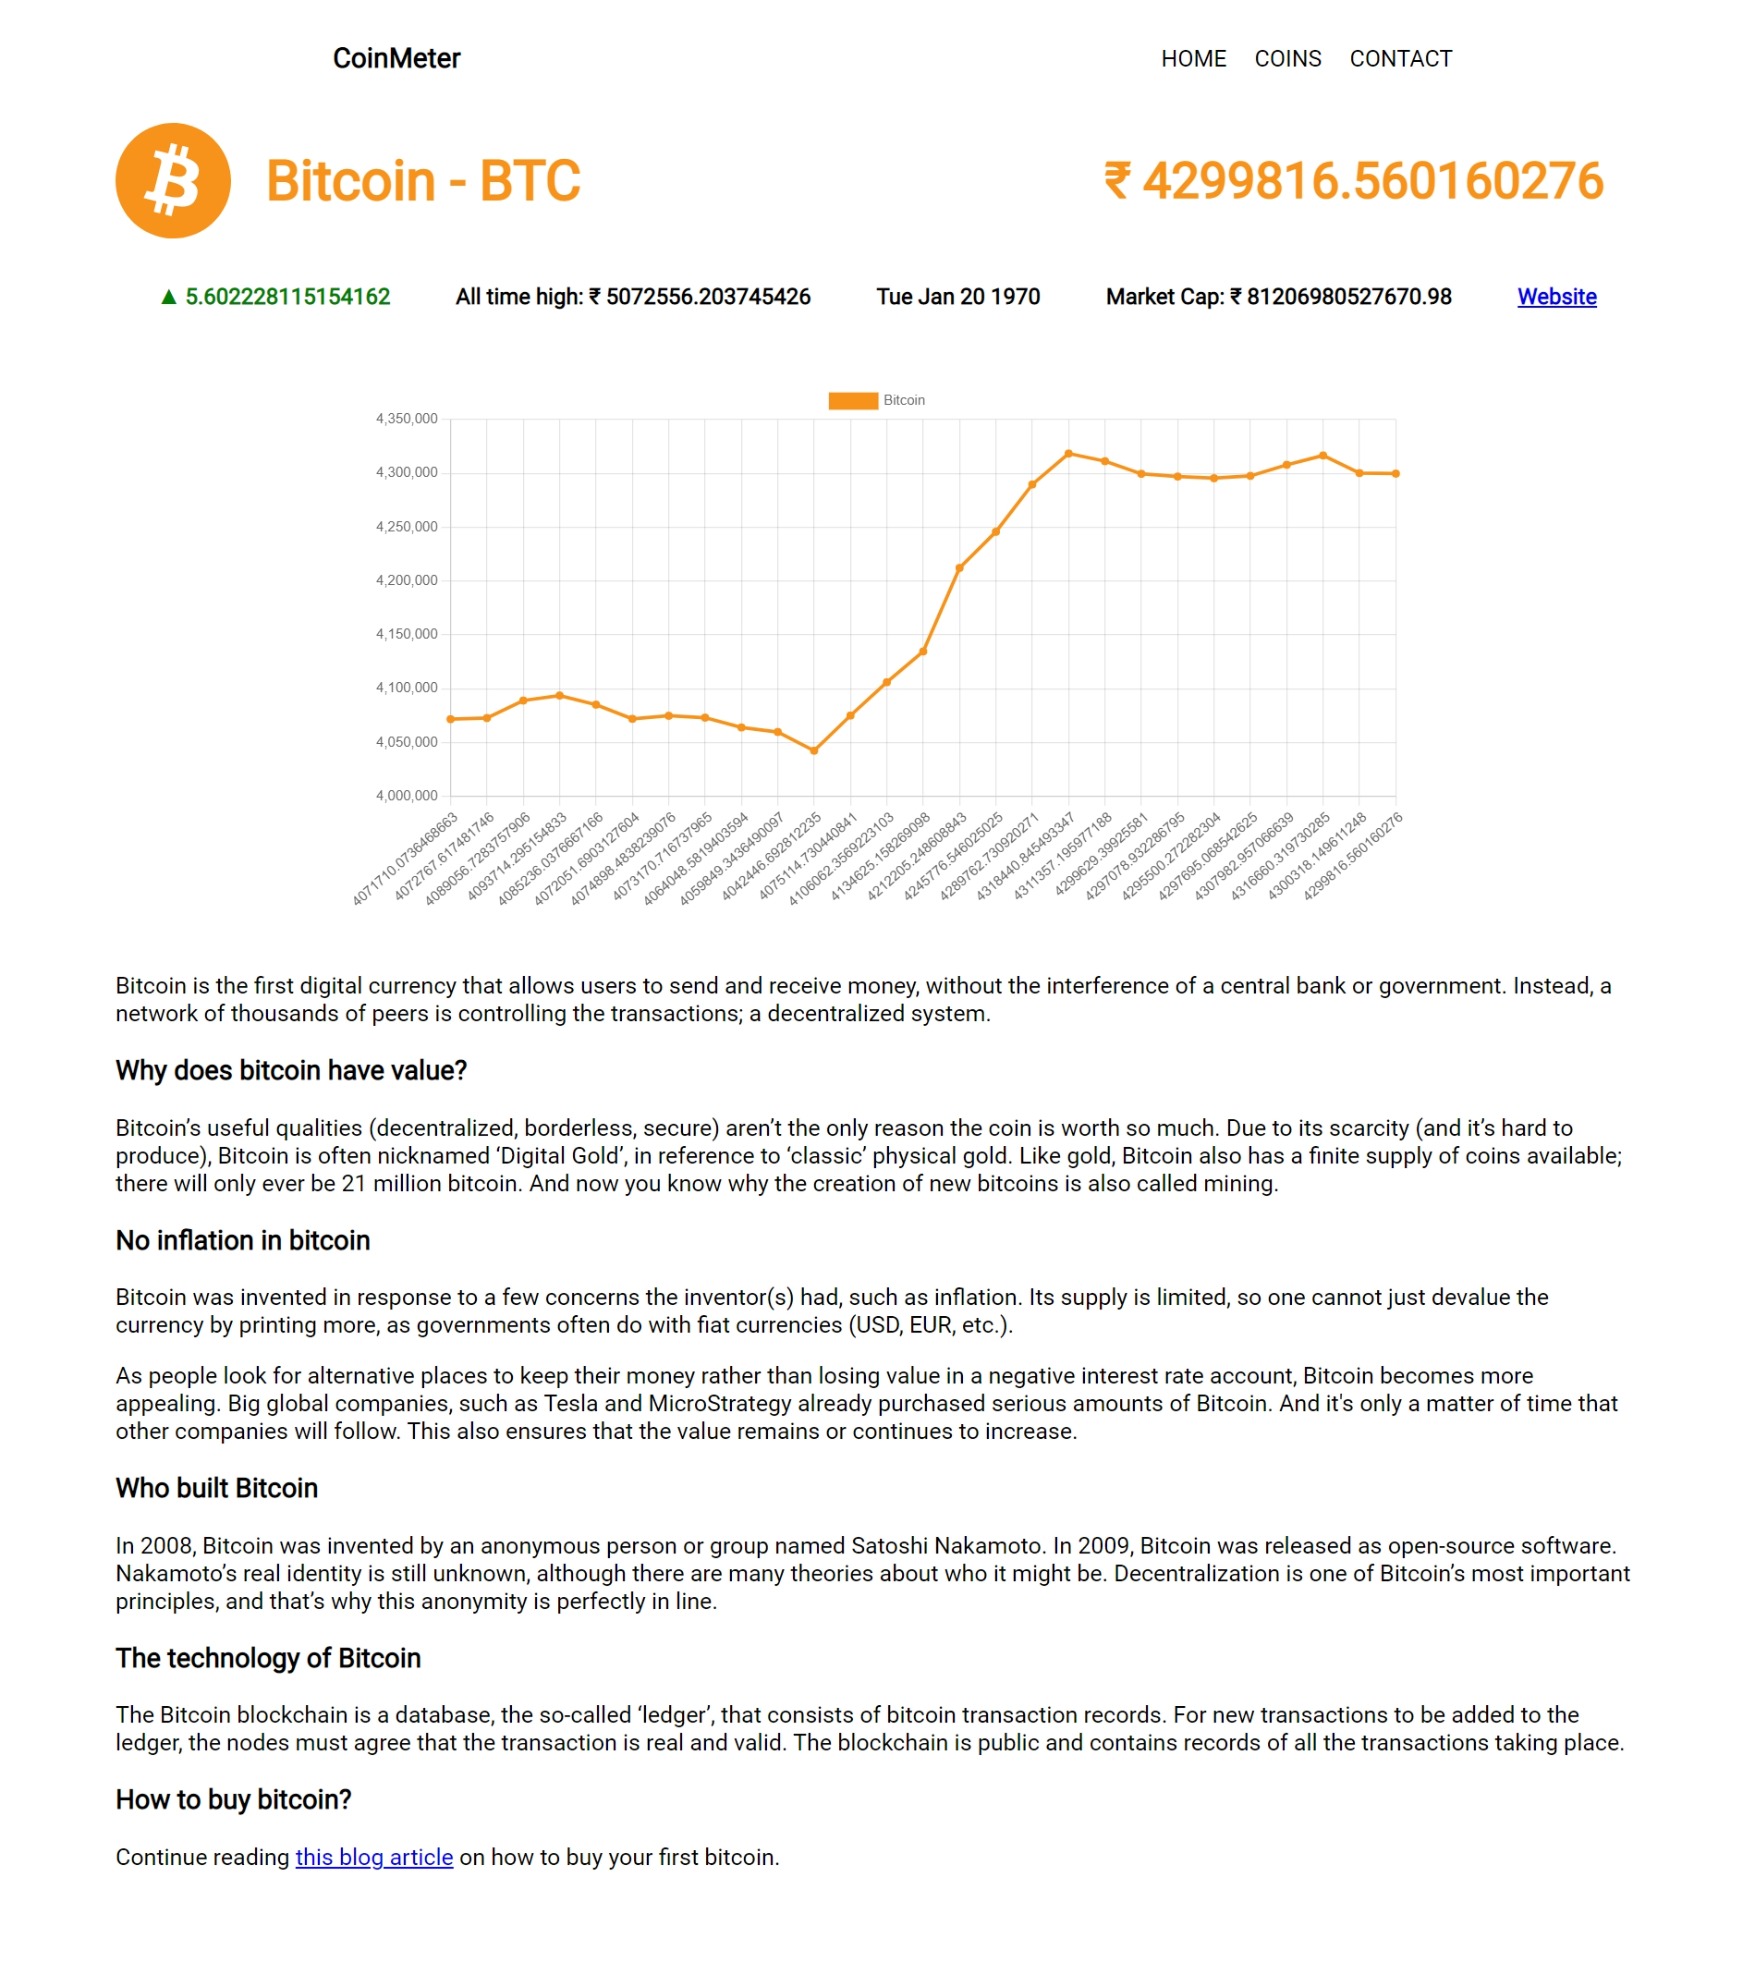 CoinMeter
HOME COINS CONTACT
Bitcoin - BTC
₹ 4299816.560160276
▲ 5.602228115154162
All time high: ₹ 5072556.203745426
Tue Jan 20 1970
Market Cap: ₹ 81206980527670.98
Website
Bitcoin
4,350,000
4,300,000
4,250,000
4,200,000
4,150,000
4,100,000
4,050,000
4,000,000
4071710.0736468663
4072767.617481746
4089056.7283757906
4093714.295154833
4085236.0376667166
4072051.6903127604
4074898.4838239076
4073170.716737965
4064048.5819403594
4059849.3436490097
4042446.692812235
4075114.730440841
4106062.3569223103
4134625.158269098
4212205.248608843
4245776.546025025
4289762.730920271
4318440.845493347
4311357.195977188
4299629.39925581
4297078.932286795
4295500.272282304
4297695.068542625
4307982.957066639
4316660.319730285
4300318.149611248
4299816.560160276
Bitcoin is the first digital currency that allows users to send and receive money, without the interference of a central bank or government. Instead, a
network of thousands of peers is controlling the transactions; a decentralized system.
Why does bitcoin have value?
Bitcoin’s useful qualities (decentralized, borderless, secure) aren’t the only reason the coin is worth so much. Due to its scarcity (and it’s hard to
produce), Bitcoin is often nicknamed ‘Digital Gold’, in reference to ‘classic’ physical gold. Like gold, Bitcoin also has a finite supply of coins available;
there will only ever be 21 million bitcoin. And now you know why the creation of new bitcoins is also called mining.
No inflation in bitcoin
Bitcoin was invented in response to a few concerns the inventor(s) had, such as inflation. Its supply is limited, so one cannot just devalue the
currency by printing more, as governments often do with fiat currencies (USD, EUR, etc.).
As people look for alternative places to keep their money rather than losing value in a negative interest rate account, Bitcoin becomes more
appealing. Big global companies, such as Tesla and MicroStrategy already purchased serious amounts of Bitcoin. And it's only a matter of time that
other companies will follow. This also ensures that the value remains or continues to increase.
Who built Bitcoin
In 2008, Bitcoin was invented by an anonymous person or group named Satoshi Nakamoto. In 2009, Bitcoin was released as open-source software.
Nakamoto’s real identity is still unknown, although there are many theories about who it might be. Decentralization is one of Bitcoin’s most important
principles, and that’s why this anonymity is perfectly in line.
The technology of Bitcoin
The Bitcoin blockchain is a database, the so-called ‘ledger’, that consists of bitcoin transaction records. For new transactions to be added to the
ledger, the nodes must agree that the transaction is real and valid. The blockchain is public and contains records of all the transactions taking place.
How to buy bitcoin?
Continue reading this blog article on how to buy your first bitcoin.